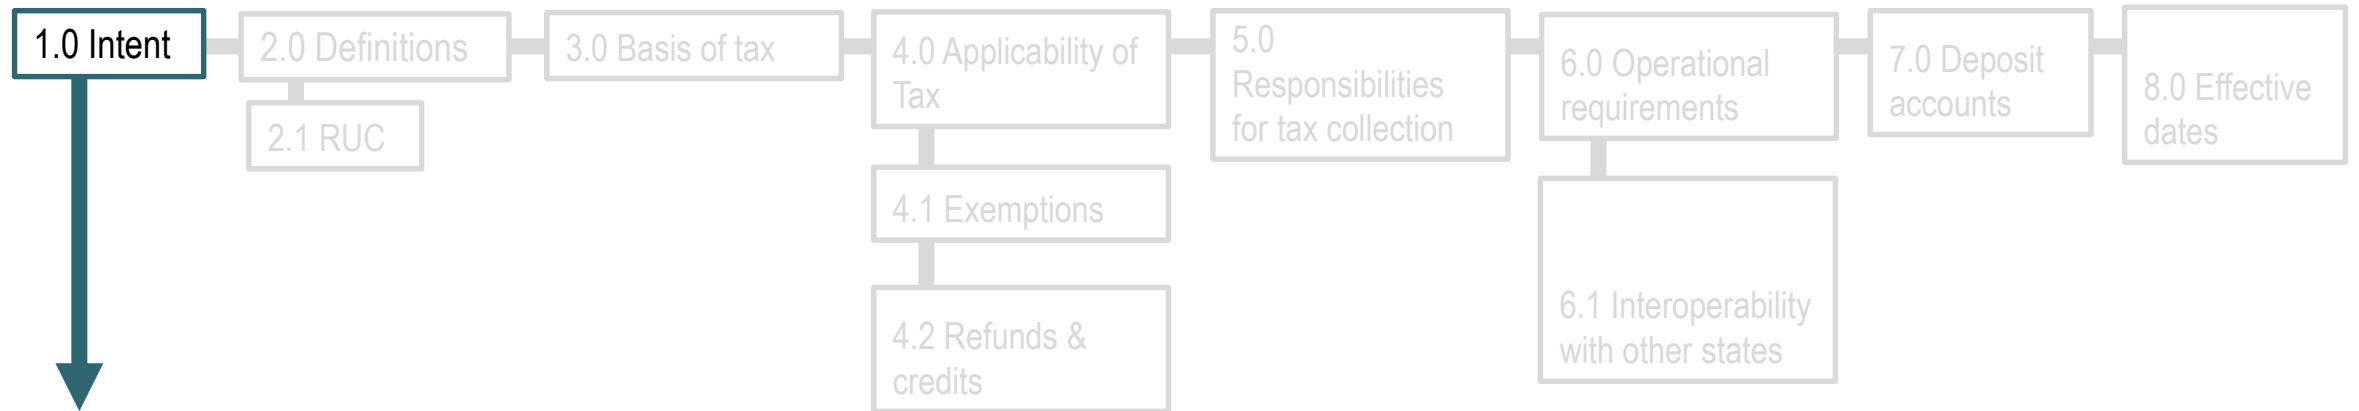 1.0 Intent
2.0 Definitions
2.1 RUC
3.0 Basis of tax
4.0 Applicability of
Tax
4.1 Exemptions
4.2 Refunds &
credits
5.0
Responsibilities
for tax collection
6.0 Operational
requirements
6.1 Interoperability
with other states
7.0 Deposit
accounts
8.0 Effective
dates